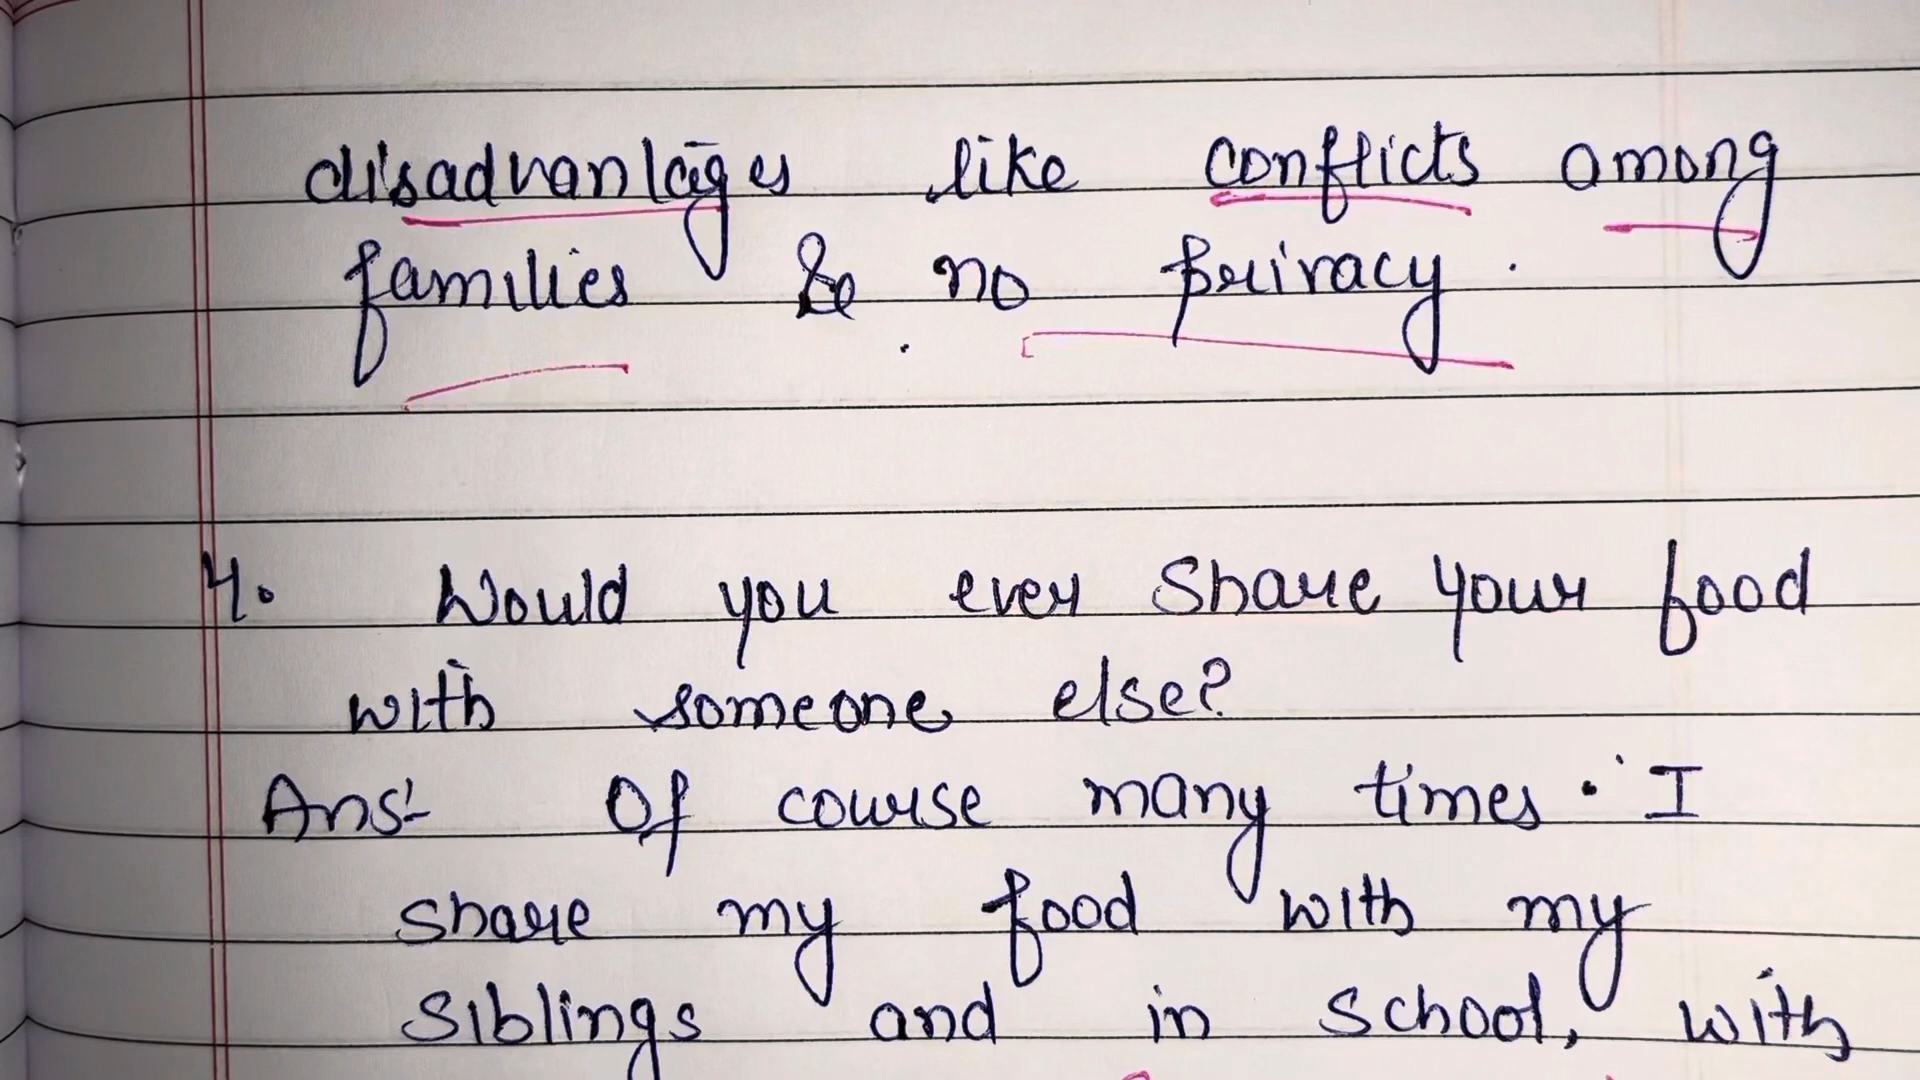 disadvantages like conflicts among
families & no privacy.
4. Would you ever share your food
with someone else?
Ans:- Of course many times. I
share my food with my
siblings and in school, with